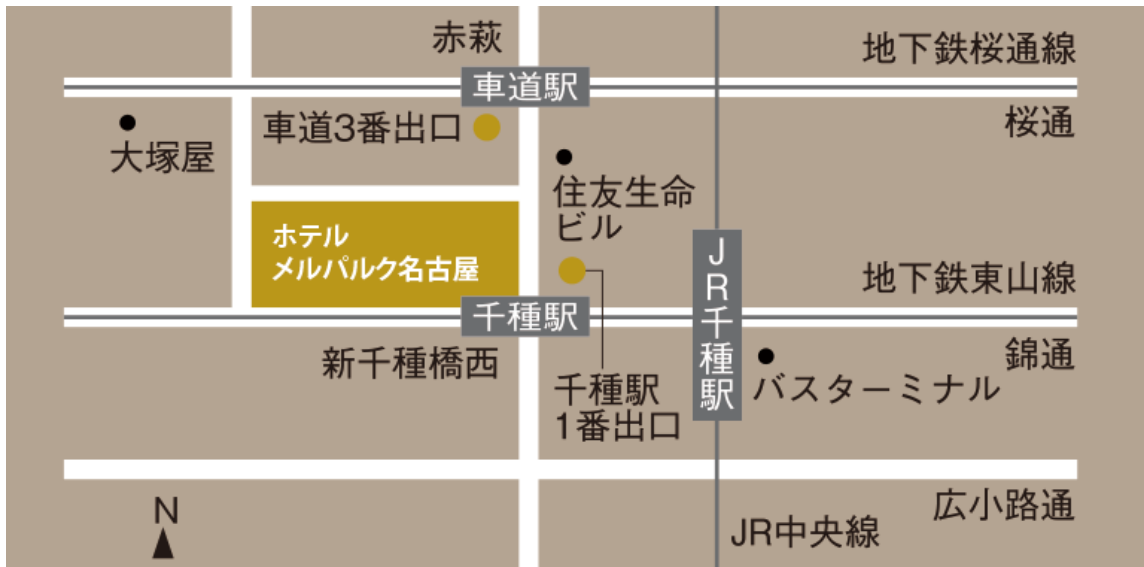 赤萩
地下鉄桜通線
車道駅
車道3番出口
桜通
大塚屋
住友生命
ビル
ホテル
メルパルク名古屋
JR千種駅
地下鉄東山線
千種駅
新千種橋西
錦通
千種駅
1番出口
バスターミナル
広小路通
N
JR中央線